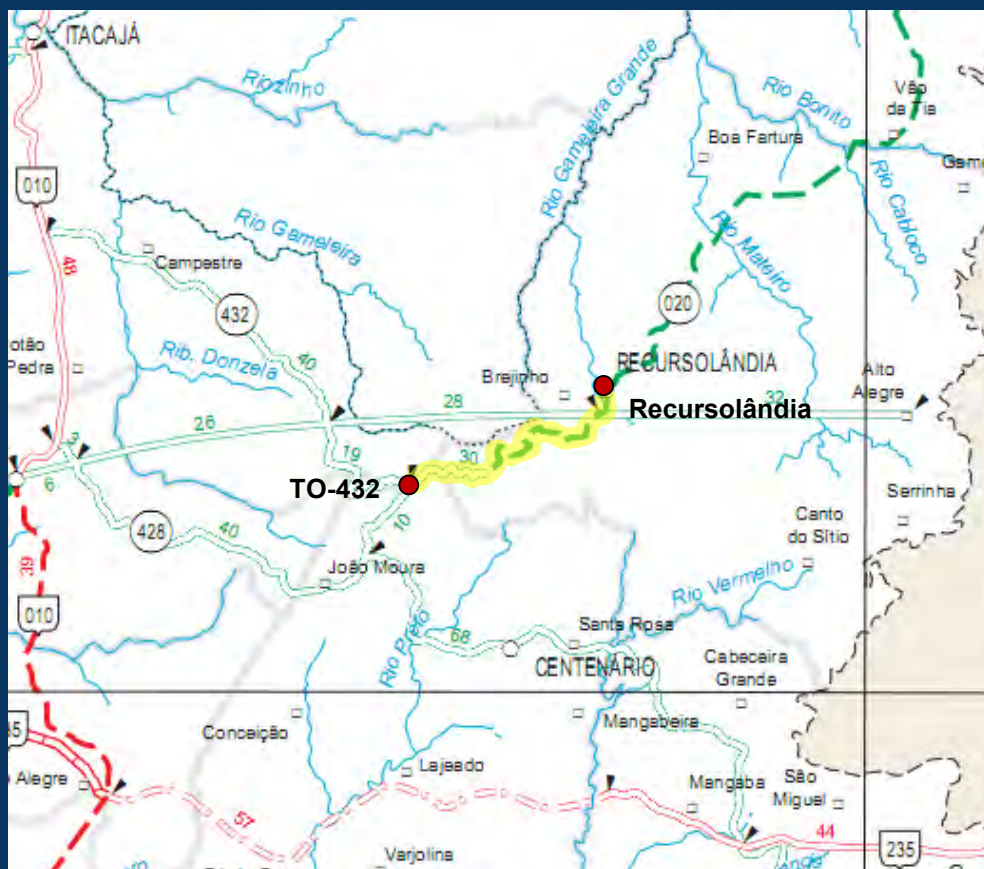 ITACAJÁ
Riozinho
Rio Gameleira Grande
Rio Bonito
Vão
da Tia
Boa Fartura
010
Rio Cabloco
Rio Gameleira
Rio Mateiro
48
Campestre
432
020
Rib. Donzela
40
Pedra
RECURSOLÂNDIA
Brejinho
Alto
Alegre
28
32
Recursolândia
26
3
19
30
6
TO-432
10
Serrinha
428
40
Canto
do Sítio
39
João Moura
Rio Vermelho
010
Rio Preto
68
Santa Rosa
CENTENÁRIO
Cabeceira
Grande
Conceição
Mangabeira
Lajeado
Alegre
Mangaba
São
Miguel
57
44
235
Varjolina